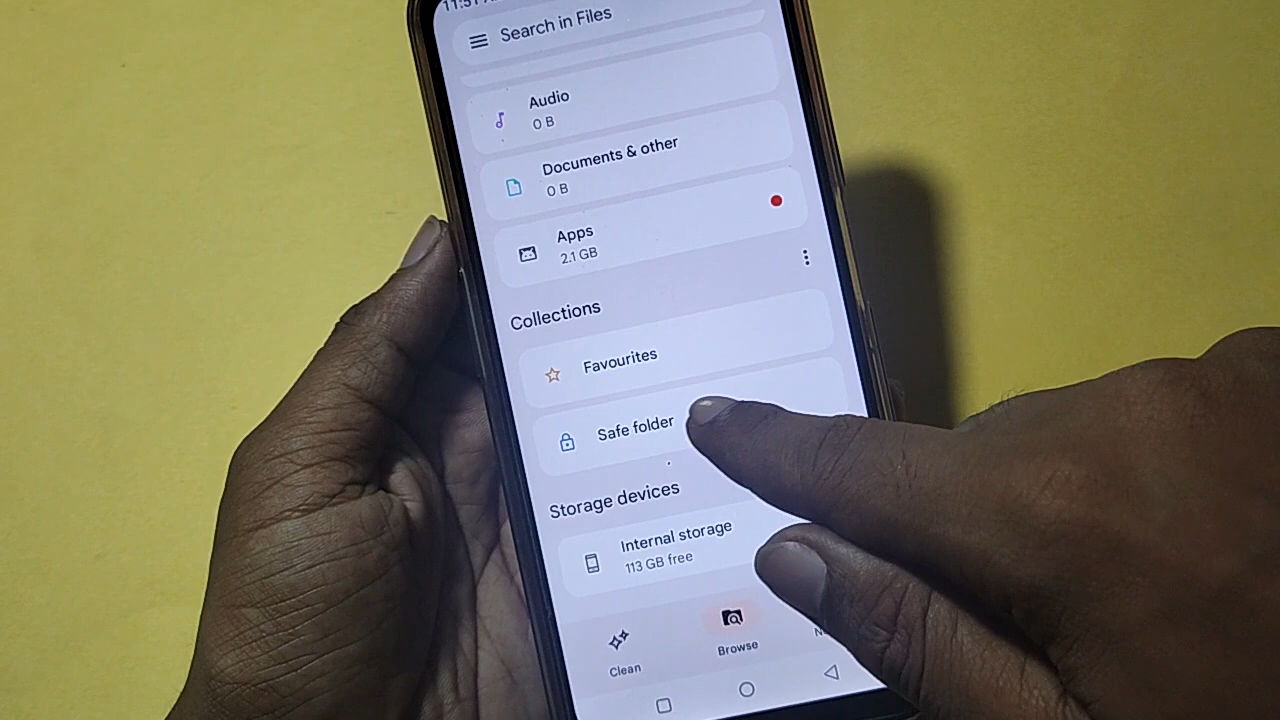 Search in Files
Audio
0 B
Documents & other
0 B
Apps
2.1 GB
Collections
Favourites
Safe folder
Storage devices
Internal storage
113 GB free
Clean
Browse